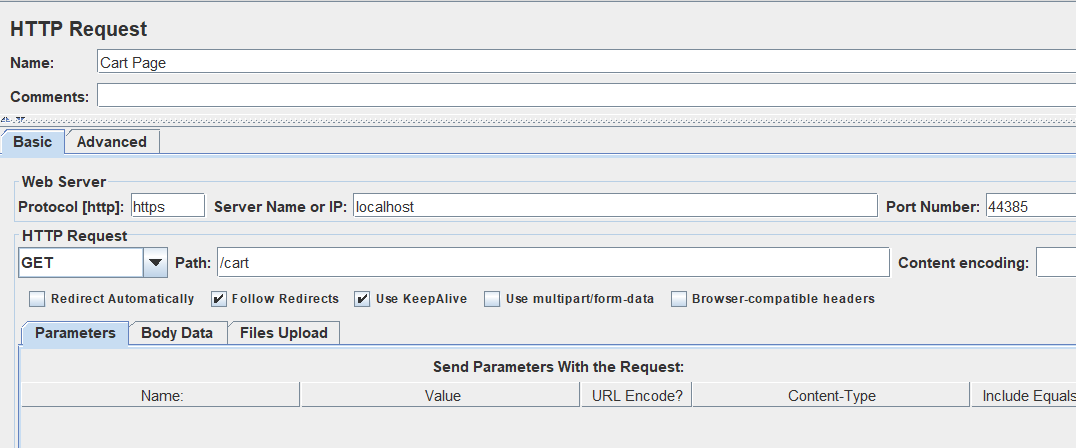 HTTP Request
Name: Cart Page
Comments:
Basic Advanced
Web Server
Protocol [http]: https Server Name or IP: localhost Port Number: 44385
HTTP Request
GET Path: /cart Content encoding:
Redirect Automatically Follow Redirects Use KeepAlive Use multipart/form-data Browser-compatible headers
Parameters Body Data Files Upload
Send Parameters With the Request:
Name: Value URL Encode? Content-Type Include Equals